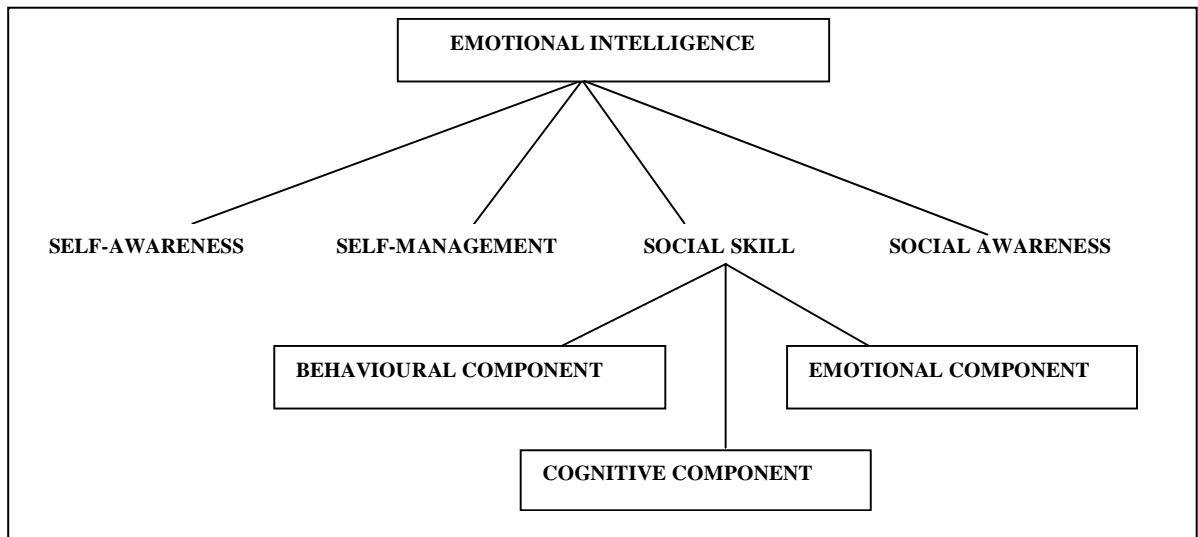 EMOTIONAL INTELLIGENCE
SELF-AWARENESS SELF-MANAGEMENT SOCIAL SKILL SOCIAL AWARENESS
BEHAVIOURAL COMPONENT EMOTIONAL COMPONENT
COGNITIVE COMPONENT